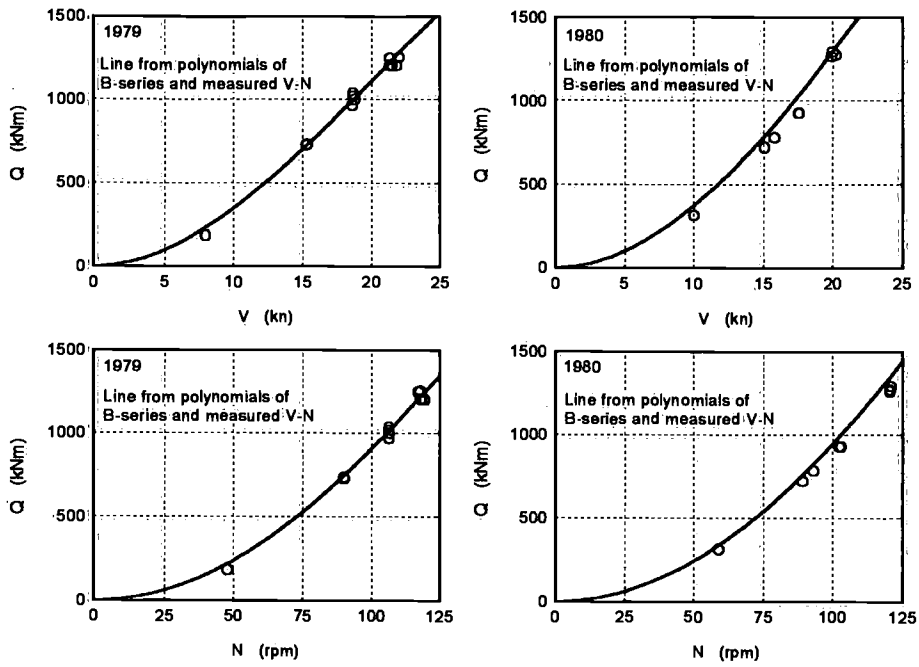 1979
Line from polynomials of
B-series and measured V-N
Q (kNm)
1500
1000
500
0
0 5 10 15 20 25
V (kn)
1980
Line from polynomials of
B-series and measured V-N
Q (kNm)
1500
1000
500
0
0 5 10 15 20 25
V (kn)
1979
Line from polynomials of
B-series and measured V-N
Q (kNm)
1500
1000
500
0
0 25 50 75 100 125
N (rpm)
1980
Line from polynomials of
B-series and measured V-N
Q (kNm)
1500
1000
500
0
0 25 50 75 100 125
N (rpm)